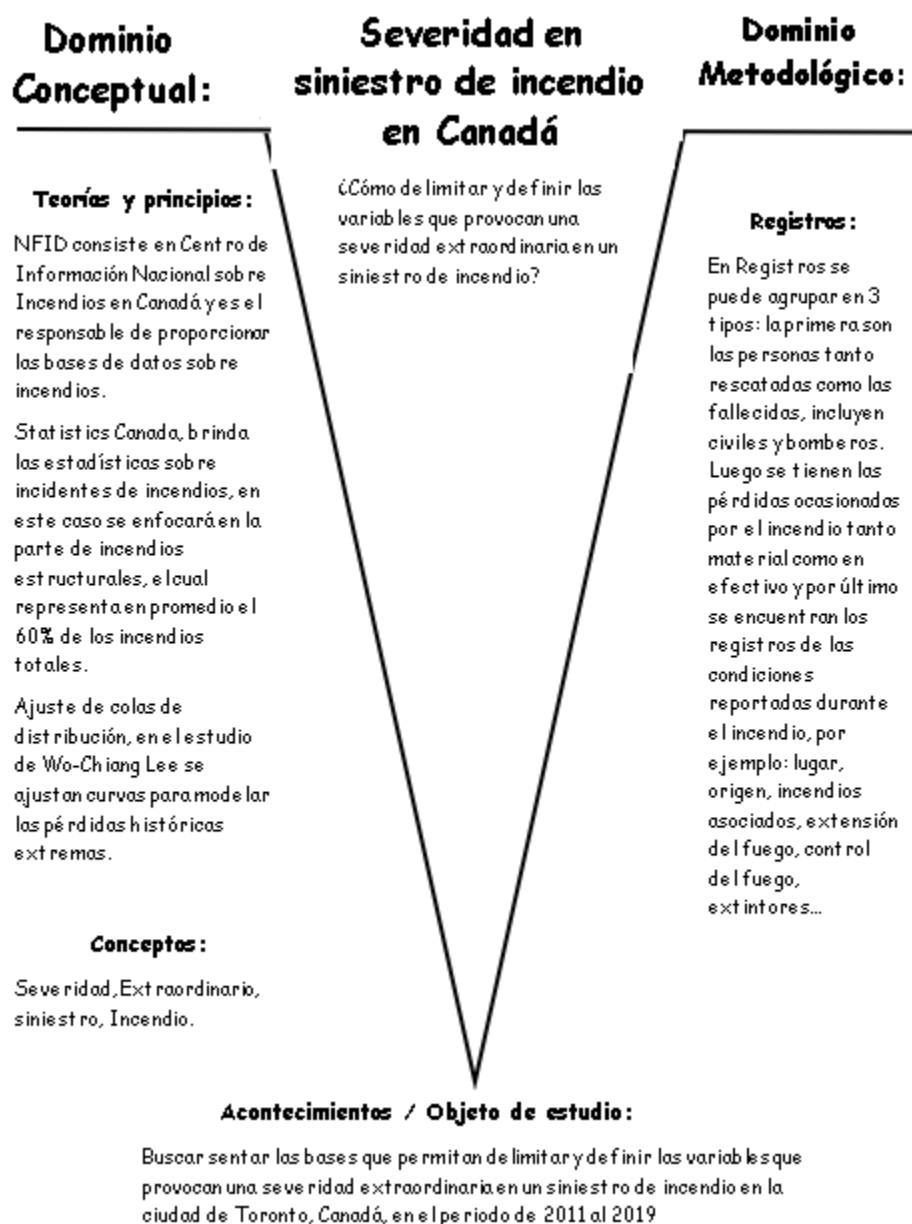 Dominio
Conceptual:
Severidad en
siniestro de incendio
en Canadá
Dominio
Metodológico:
¿Cómo delimitar y definir las
variables que provocan una
severidad extraordinaria en un
siniestro de incendio?
Teorías y principios:
NFID consiste en Centro de
Información Nacional sobre
Incendios en Canadá y es el
responsable de proporcionar
las bases de datos sobre
incendios.
Statistics Canada, brinda
las estadísticas sobre
incidentes de incendios, en
este caso se enfocará en la
parte de incendios
estructurales, el cual
representa en promedio el
60% de los incendios
totales.
Ajuste de colas de
distribución, en el estudio
de Wo-Chiang Lee se
ajustan curvas para modelar
las pérdidas históricas
extremas.
Conceptos:
Severidad, Extraordinario,
siniestro, Incendio.
Registros:
En Registros se
puede agrupar en 3
tipos: la primera son
las personas tanto
rescatadas como las
fallecidas, incluyen
civiles y bomberos.
Luego se tienen las
pérdidas ocasionadas
por el incendio tanto
material como en
efectivo y por último
se encuentran los
registros de las
condiciones
reportadas durante
el incendio, por
ejemplo: lugar,
origen, incendios
asociados, extensión
del fuego, control
del fuego,
extintores...
Acontecimientos / Objeto de estudio:
Buscar sentar las bases que permitan delimitar y definir las variables que
provocan una severidad extraordinaria en un siniestro de incendio en la
ciudad de Toronto, Canadá, en el periodo de 2011 al 2019